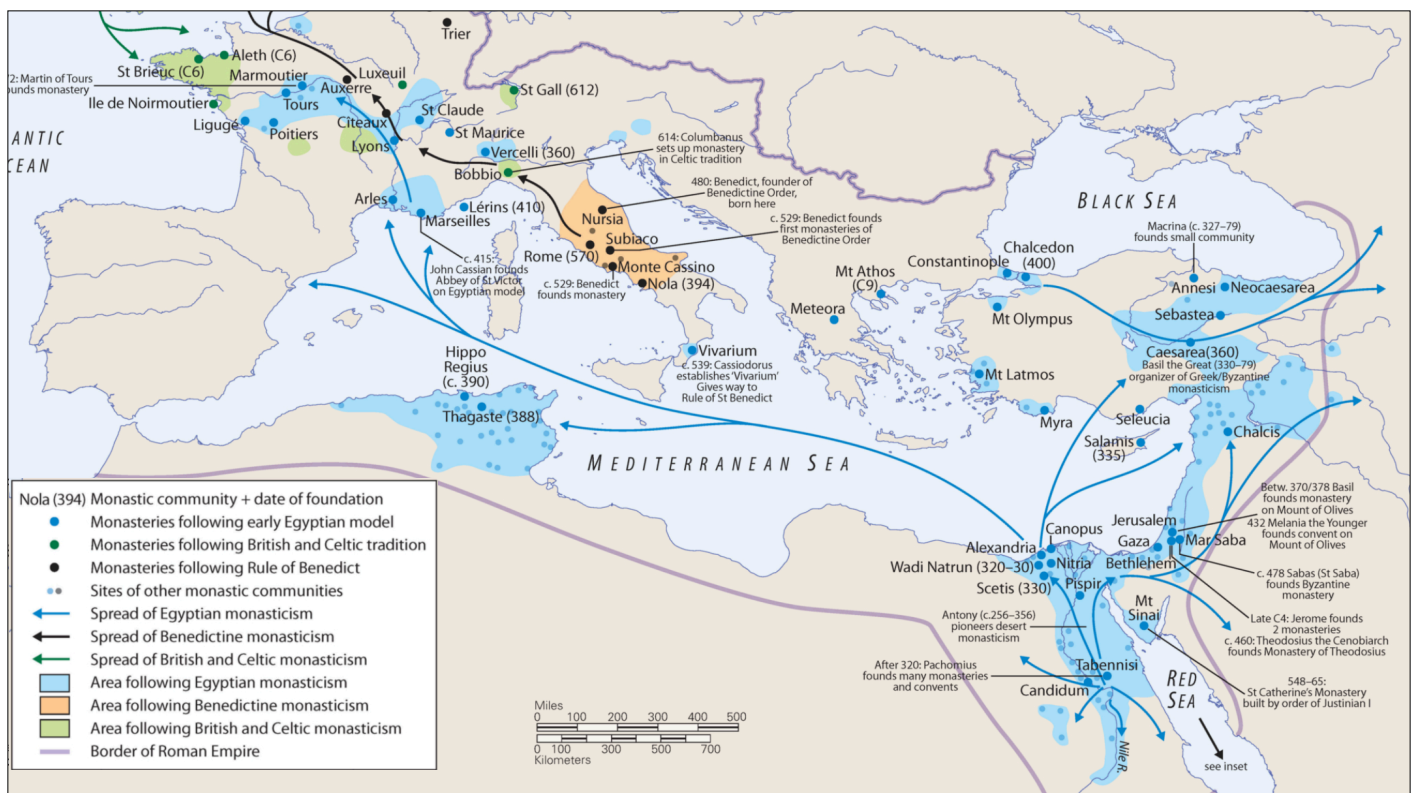 Trier
Aleth (C6)
St Brieuc (C6)
Marmoutier
Luxeuil
72: Martin of Tours
ounds monastery
Auxerre
St Gall (612)
Ile de Noirmoutier
Tours
St Claude
Citeaux
Ligugé
Poitiers
St Maurice
614: Columbanus
sets up monastery
in Celtic tradition
ANTIC
CEAN
Lyons
Vercelli (360)
Bobbio
480: Benedict, founder of
Benedictine Order,
born here
BLACK SEA
Arles
Lérins (410)
Marseilles
Nursia
c. 529: Benedict founds
first monasteries of
Benedictine Order
Macrina (c. 327–79)
founds small community
Subiaco
Rome (570)
c. 415:
John Cassian founds
Abbey of St Victor
on Egyptian model
Monte Cassino
c. 529: Benedict
founds monastery
Nola (394)
Chalcedon
(400)
Constantinople
Mt Athos
(C9)
Annesi
Neocaesarea
Meteora
Mt Olympus
Sebastea
Hippo
Regius
(c. 390)
Vivarium
c. 539: Cassiodorus
establishes ‘Vivarium’
Gives way to
Rule of St Benedict
Caesarea(360)
Basil the Great (330–79)
organizer of Greek/Byzantine
monasticism
Mt Latmos
Thagaste (388)
Myra
Seleucia
Salamis
(335)
Chalcis
MEDITERRANEAN SEA
Betw. 370/378 Basil
founds monastery
on Mount of Olives
432 Melania the Younger
founds convent on
Mount of Olives
Canopus
Jerusalem
Alexandria
Gaza
Mar Saba
Wadi Natrun (320–30)
Nitria
Bethlehem
Scetis (330)
Pispir
c. 478 Sabas (St Saba)
founds Byzantine
monastery
Mt
Sinai
Antony (c.256–356)
pioneers desert
monasticism
Late C4: Jerome founds
2 monasteries
c. 460: Theodosius the Cenobiarch
founds Monastery of Theodosius
After 320: Pachomius
founds many monasteries
and convents
Tabennisi
Candidum
RED
SEA
548–65:
St Catherine’s Monastery
built by order of Justinian I
Nile R.
see inset
Nola (394) Monastic community + date of foundation
Monasteries following early Egyptian model
Monasteries following British and Celtic tradition
Monasteries following Rule of Benedict
Sites of other monastic communities
Spread of Egyptian monasticism
Spread of Benedictine monasticism
Spread of British and Celtic monasticism
Area following Egyptian monasticism
Area following Benedictine monasticism
Area following British and Celtic monasticism
Border of Roman Empire
Miles
0 100 200 300 400 500
0 100 300 500 700
Kilometers